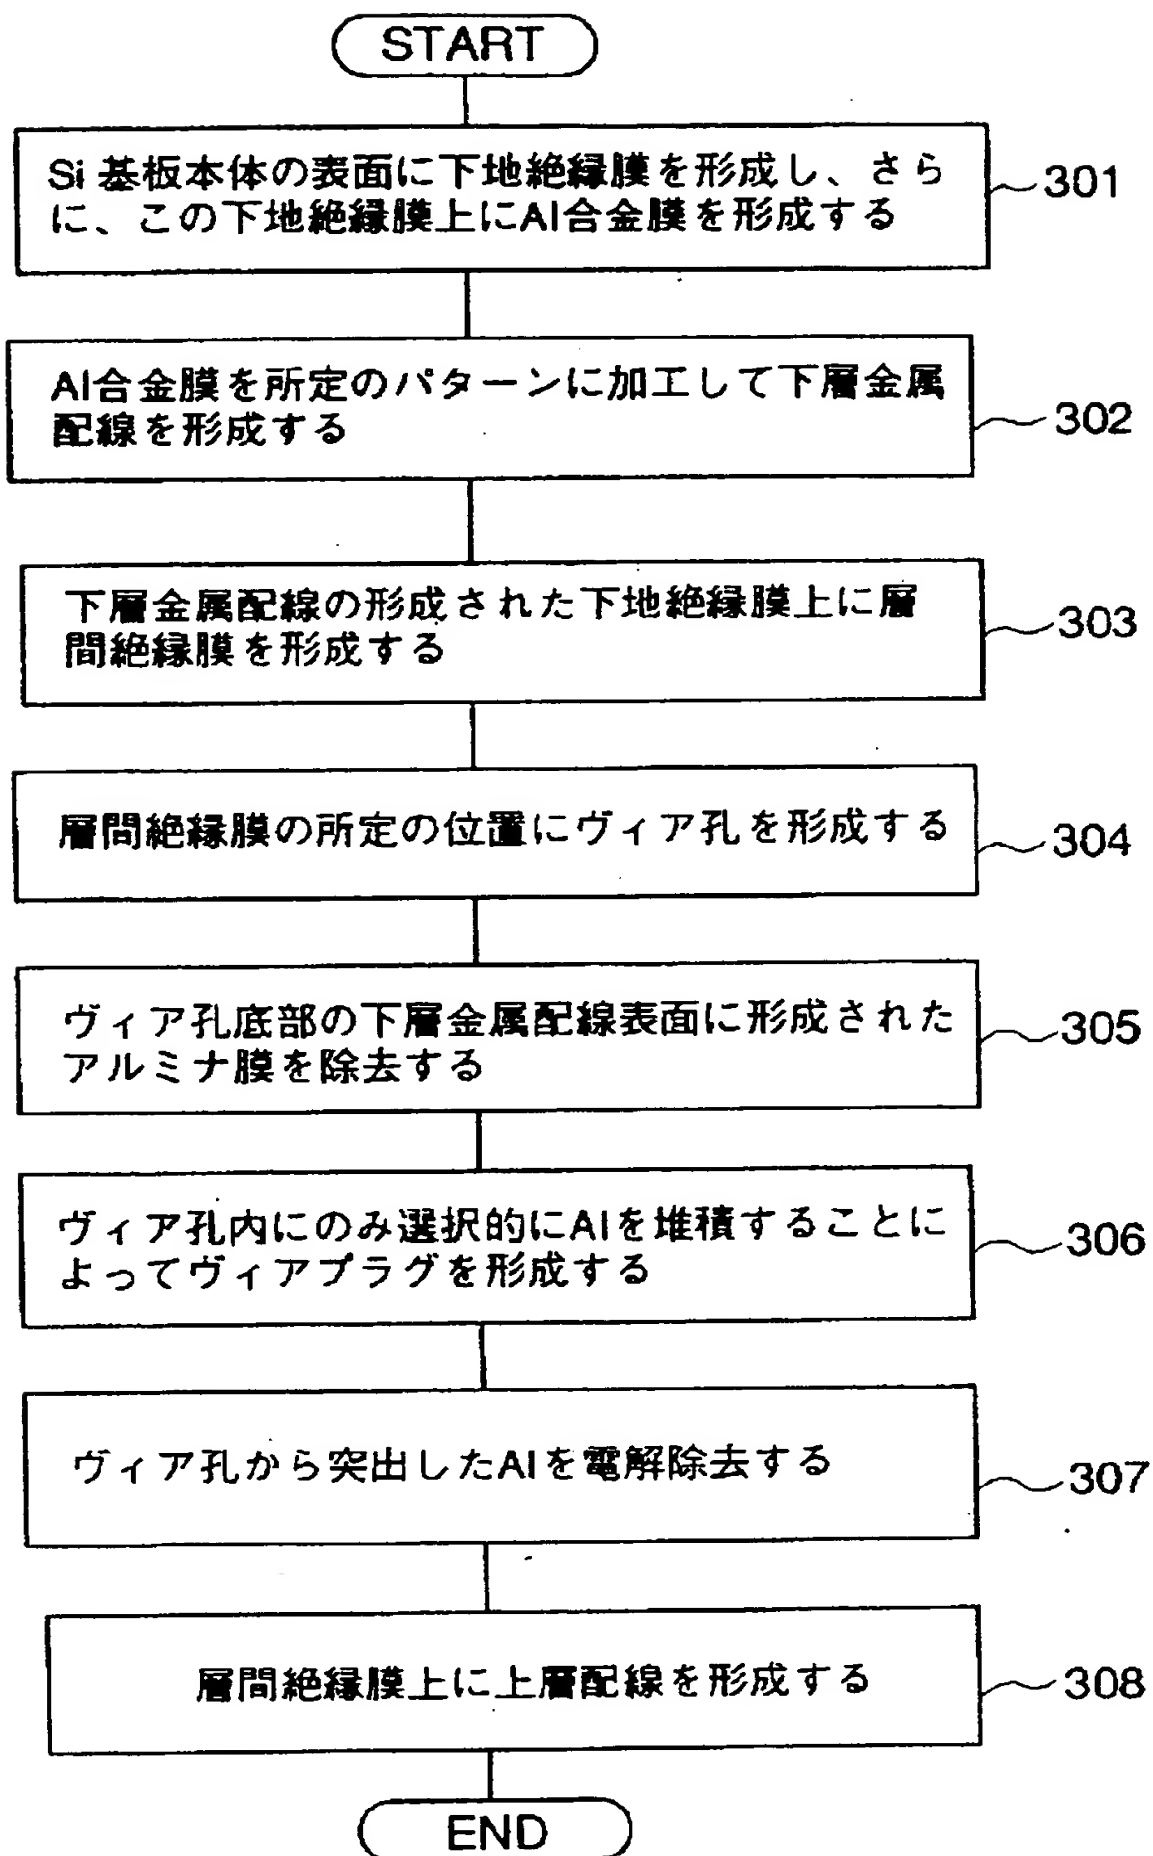 START
Si基板本体の表面に下地絶縁膜を形成し、さら
に、この下地絶縁膜上にAl合金膜を形成する
301
Al合金膜を所定のパターンに加工して下層金属
配線を形成する
302
下層金属配線の形成された下地絶縁膜上に層
間絶縁膜を形成する
303
層間絶縁膜の所定の位置にヴィア孔を形成する
304
ヴィア孔底部の下層金属配線表面に形成された
アルミナ膜を除去する
305
ヴィア孔内にのみ選択的にAlを堆積することに
よってヴィアプラグを形成する
306
ヴィア孔から突出したAlを電解除去する
307
層間絶縁膜上に上層配線を形成する
308
END